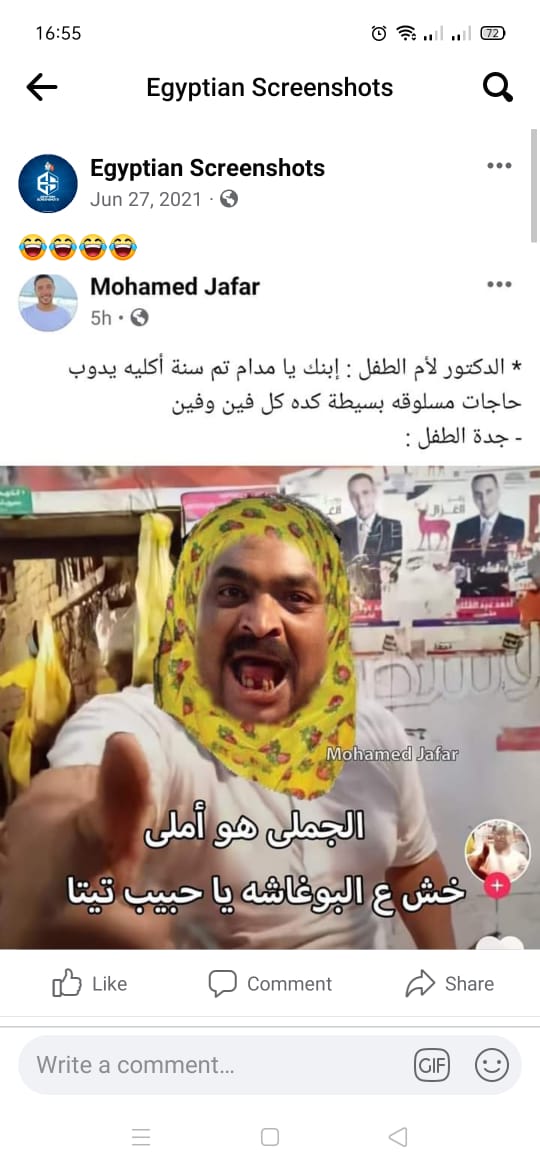 16:55
72
Egyptian Screenshots
Egyptian Screenshots
Jun 27, 2021 ·
😂😂😂😂
Mohamed Jafar
5h ·
* الدكتور لأم الطفل : إبنك يا مدام تم سنة أكليه يدوب
حاجات مسلوقه بسيطة كده كل فين وفين
- جدة الطفل :
الغزال
Mohamed Jafar
الجملى هو أملى
خش ع البوغاشه يا حبيب تيتا
Like
Comment
Share
Write a comment...
GIF